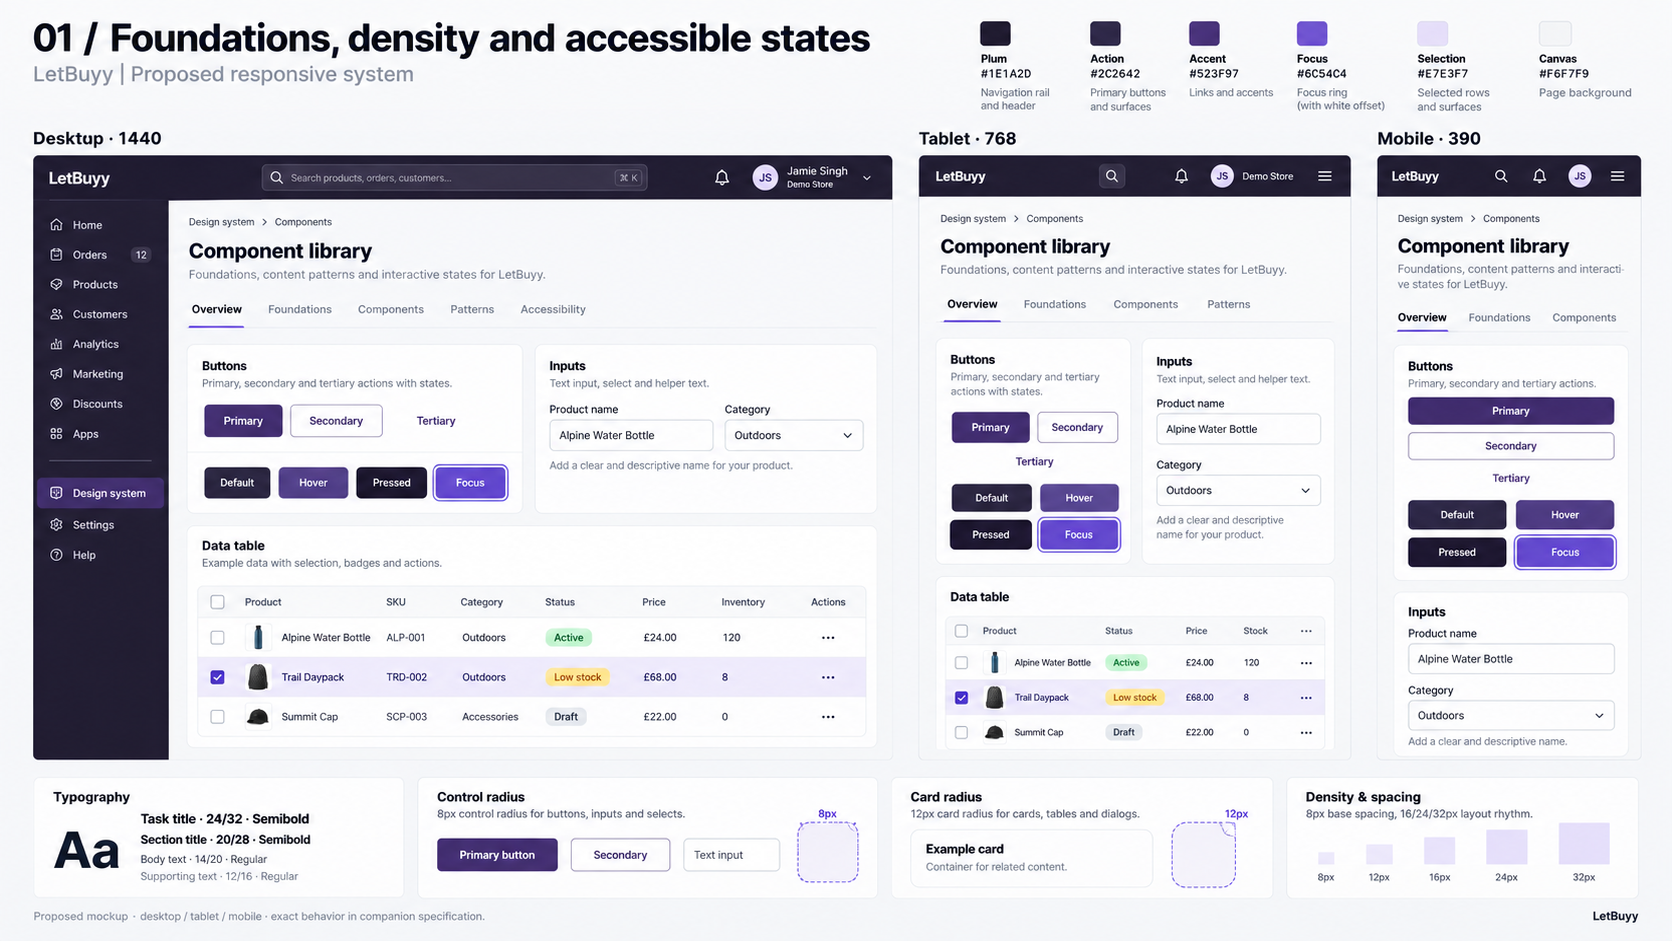 01 / Foundations, density and accessible states
LetBuyy | Proposed responsive system
Plum
#1E1A2D
Navigation rail
and header
Action
#2C2642
Primary buttons
and surfaces
Accent
#523F97
Links and accents
Focus
#6C54C4
Focus ring
(with white offset)
Selection
#E7E3F7
Selected rows
and surfaces
Canvas
#F6F7F9
Page background
Desktup · 1440
LetBuyy
Search products, orders, customers...
⌘ K
JS
Jamie Singh
Demo Store
Home
Orders 12
Products
Customers
Analytics
Marketing
Discounts
Apps
Design system
Settings
Help
Design system > Components
Component library
Foundations, content patterns and interactive states for LetBuyy.
Overview Foundations Components Patterns Accessibility
Buttons
Primary, secondary and tertiary actions with states.
Primary Secondary Tertiary
Default Hover Pressed Focus
Inputs
Text input, select and helper text.
Product name Category
Alpine Water Bottle Outdoors
Add a clear and descriptive name for your product.
Data table
Example data with selection, badges and actions.
Product SKU Category Status Price Inventory Actions
Alpine Water Bottle ALP-001 Outdoors Active £24.00 120 •••
Trail Daypack TRD-002 Outdoors Low stock £68.00 8 •••
Summit Cap SCP-003 Accessories Draft £22.00 0 •••
Tablet · 768
LetBuyy
JS
Demo Store
Design system > Components
Component library
Foundations, content patterns and interactive states for LetBuyy.
Overview Foundations Components Patterns
Buttons
Primary, secondary and tertiary
actions with states.
Primary Secondary
Tertiary
Default Hover
Pressed Focus
Inputs
Text input, select and helper text.
Product name
Alpine Water Bottle
Category
Outdoors
Add a clear and descriptive
name for your product.
Data table
Product Status Price Stock •••
Alpine Water Bottle Active £24.00 120 •••
Trail Daypack Low stock £68.00 8 •••
Summit Cap Draft £22.00 0 •••
Mobile · 390
LetBuyy
JS
Design system > Components
Component library
Foundations, content patterns and interacti-
ve states for LetBuyy.
Overview Foundations Components
Buttons
Primary, secondary and tertiary actions.
Primary
Secondary
Tertiary
Default Hover
Pressed Focus
Inputs
Product name
Alpine Water Bottle
Category
Outdoors
Add a clear and descriptive name.
Typography
Aa
Task title · 24/32 · Semibold
Section title · 20/28 · Semibold
Body text · 14/20 · Regular
Supporting text · 12/16 · Regular
Control radius
8px control radius for buttons, inputs and selects.
Primary button Secondary Text input
8px
Card radius
12px card radius for cards, tables and dialogs.
Example card
Container for related content.
12px
Density & spacing
8px base spacing, 16/24/32px layout rhythm.
8px 12px 16px 24px 32px
Proposed mockup · desktop / tablet / mobile · exact behavior in companion specification.
LetBuyy